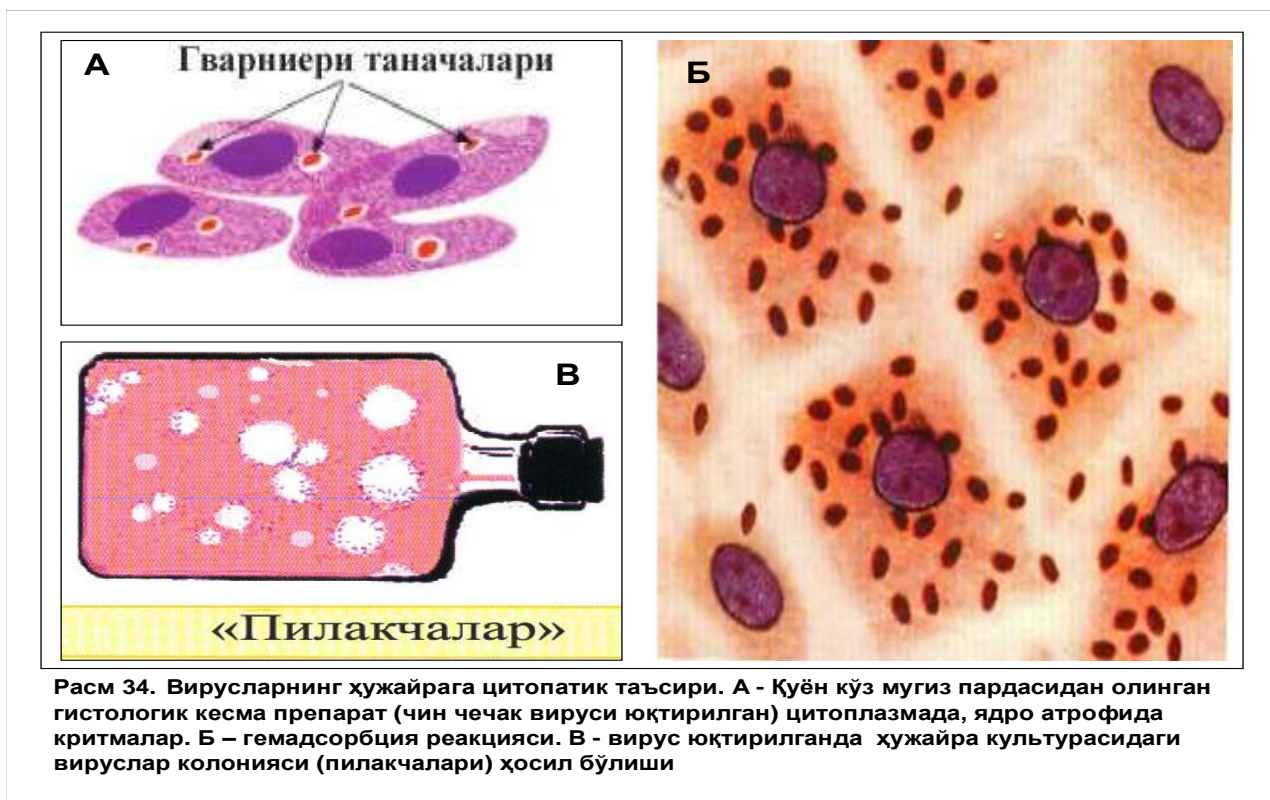 А
Гварниери таначалари
Б
В
«Пилакчалар»
Расм 34. Вирусларнинг ҳужайрага цитопатик таъсири. А - Қуён кўз мугиз пардасидан олинган
гистологик кесма препарат (чин чечак вируси юқтирилган) цитоплазмада, ядро атрофида
критмалар. Б – гемадсорбция реакцияси. В - вирус юқтирилганда ҳужайра культурасидаги
вируслар колонияси (пилакчалари) ҳосил бўлиши